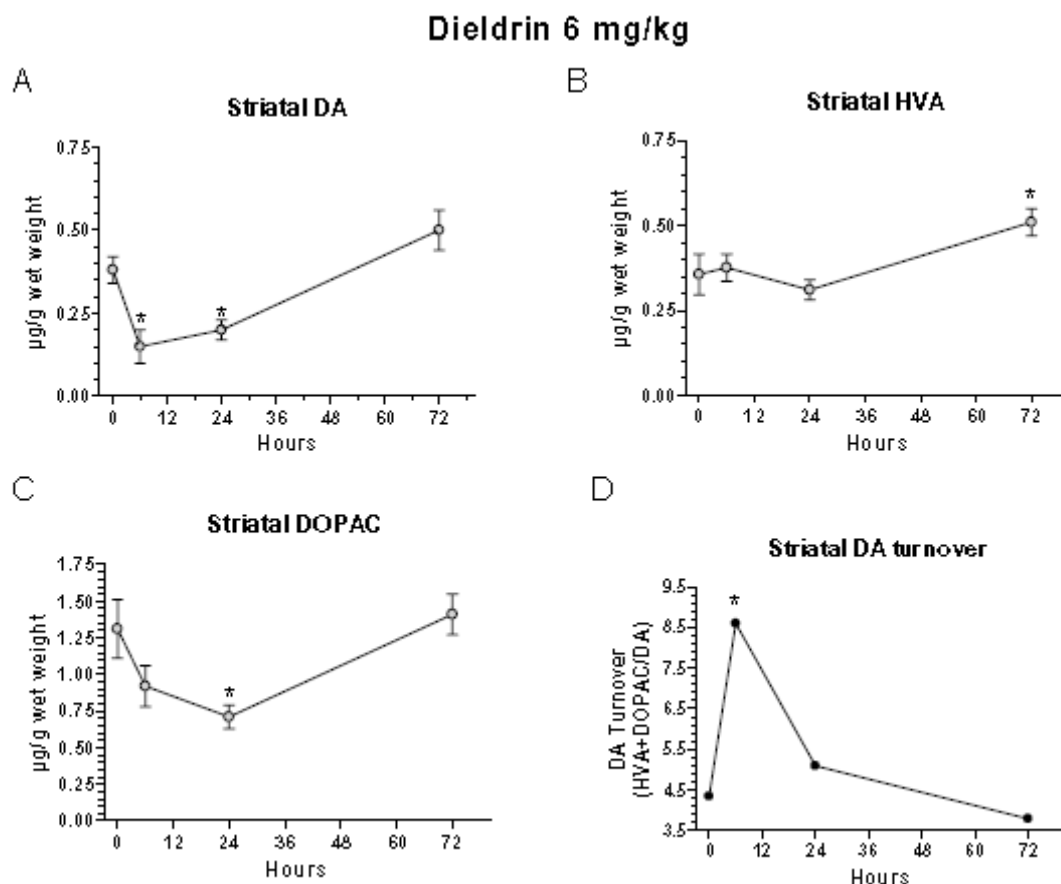 Dieldrin 6 mg/kg
A
Striatal DA
µg/g wet weight
0.75
0.50
0.25
0.00
*
*
0 12 24 36 48 60 72
Hours
B
Striatal HVA
µg/g wet weight
0.75
0.50
0.25
0.00
*
0 12 24 36 48 60 72
Hours
C
Striatal DOPAC
µg/g wet weight
1.75
1.50
1.25
1.00
0.75
0.50
0.25
0.00
*
0 12 24 36 48 60 72
Hours
D
Striatal DA turnover
DA Turnover
(HVA+DOPAC/DA)
9.5
8.5
7.5
6.5
5.5
4.5
3.5
*
0 12 24 36 48 60 72
Hours